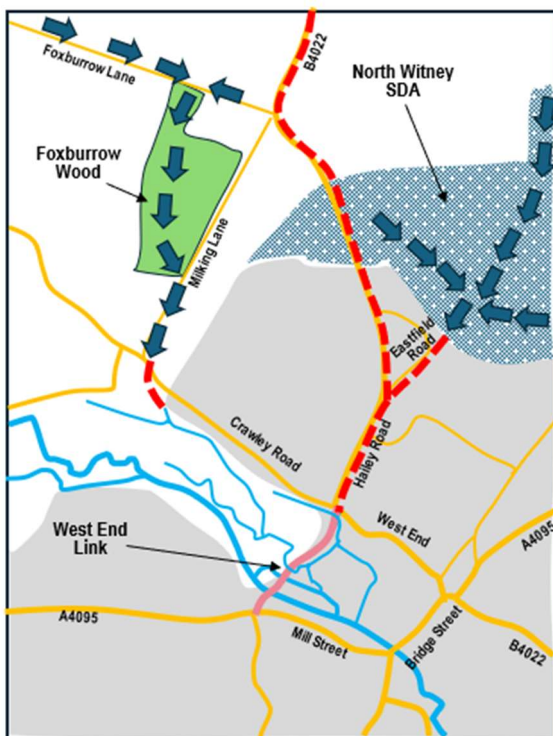 B4022
Foxburrow Lane
North Witney
SDA
Foxburrow
Wood
Milking Lane
Eastfield
Road
Hailey Road
Crawley Road
West End
West End
Link
A4095
A4095
Mill Street
Bridge Street
B4022